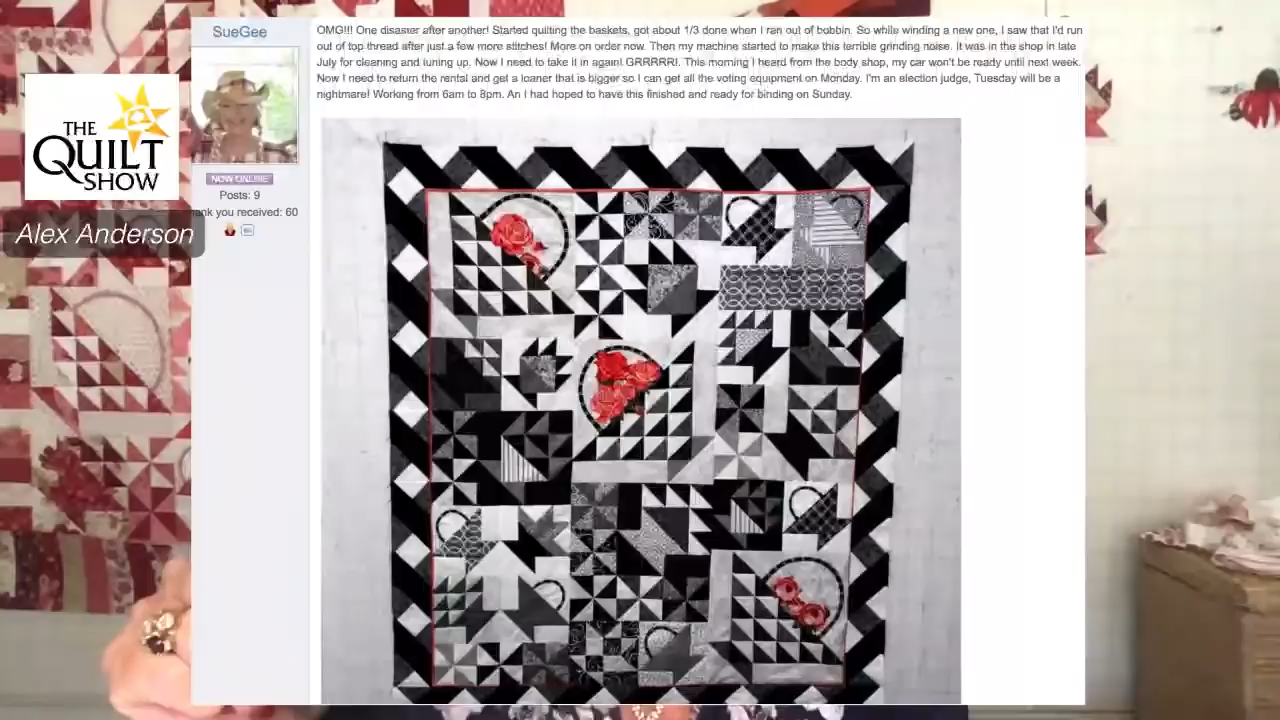 SueGee
OMG!!! One disaster after another! Started quilting the baskets, got about 1/3 done when I ran out of bobbin. So while winding a new one, I saw that I'd run
out of top thread after just a few more stitches! More on order now. Then my machine started to make this terrible grinding noise. It was in the shop in late
July for cleaning and tuning up. Now I need to take it in again! GRRRRR!. This morning I heard from the body shop, my car won't be ready until next week.
Now I need to return the rental and get a loaner that is bigger so I can get all the voting equipment on Monday. I'm an election judge, Tuesday will be a
nightmare! Working from 6am to 8pm. An I had hoped to have this finished and ready for binding on Sunday.
THE
QUILT
SHOW
NOW ONLINE
Posts: 9
ank you received: 60
Alex Anderson